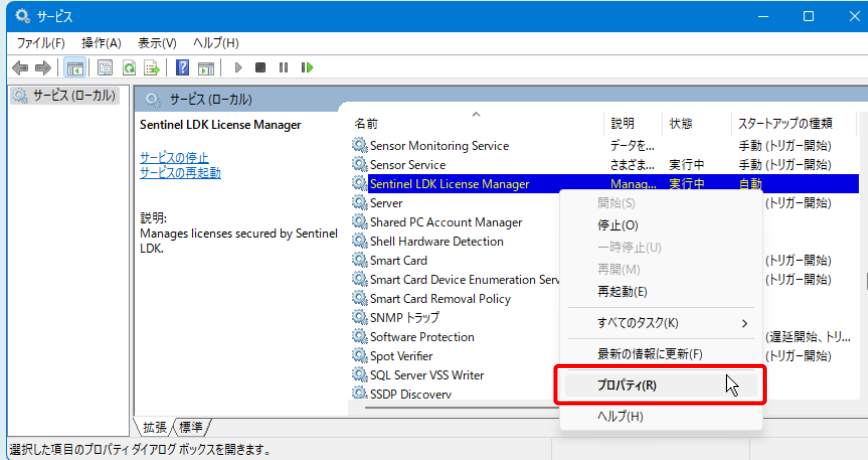 サービス
ファイル(F) 操作(A) 表示(V) ヘルプ(H)
サービス (ローカル)
サービス (ローカル)
Sentinel LDK License Manager
サービスの停止
サービスの再起動
説明:
Manages licenses secured by Sentinel
LDK.
名前 説明 状態 スタートアップの種類
Sensor Monitoring Service データを... 手動 (トリガー開始)
Sensor Service さまざま... 実行中 手動 (トリガー開始)
Sentinel LDK License Manager Manag... 実行中 自動
Server (トリガー開始)
Shared PC Account Manager
Shell Hardware Detection
Smart Card (トリガー開始)
Smart Card Device Enumeration Serv (トリガー開始)
Smart Card Removal Policy
SNMP トラップ
Software Protection (遅延開始、トリ...
Spot Verifier (トリガー開始)
SQL Server VSS Writer
SSDP Discovery
開始(S)
停止(O)
一時停止(U)
再開(M)
再起動(E)
すべてのタスク(K)
最新の情報に更新(F)
プロパティ(R)
ヘルプ(H)
拡張 標準
選択した項目のプロパティ ダイアログ ボックスを開きます。